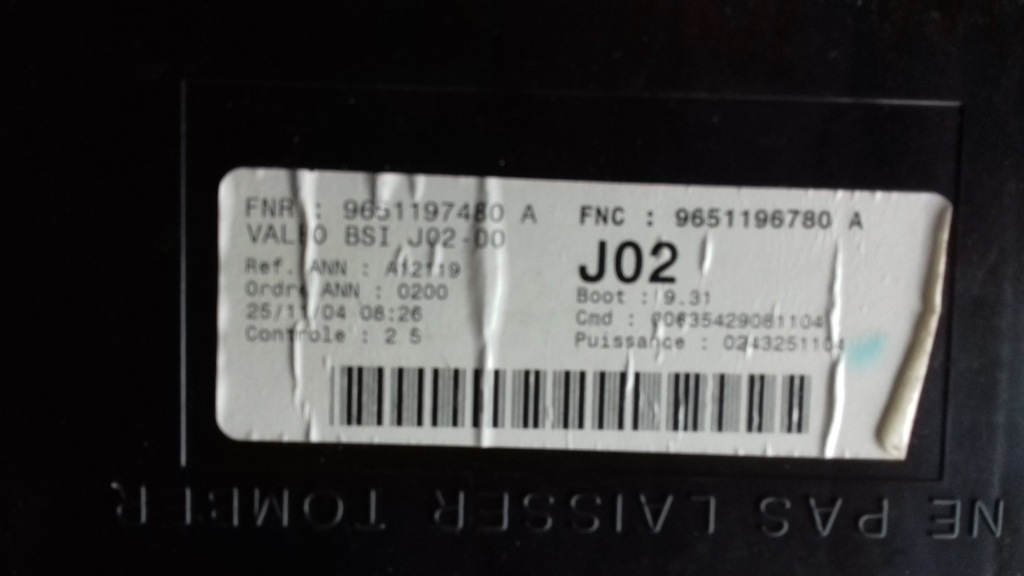 FNR : 9651197480 A
VALEO BSI J02-00
Ref. ANN : A12119
Ordre ANN : 0200
25/11/04 08:26
Controle : 2 5
FNC : 9651196780 A
J02
Boot : 9.31
Cmd : 00635429081104
Puissance : 0243251104
NE PAS LAISSER TOMBER